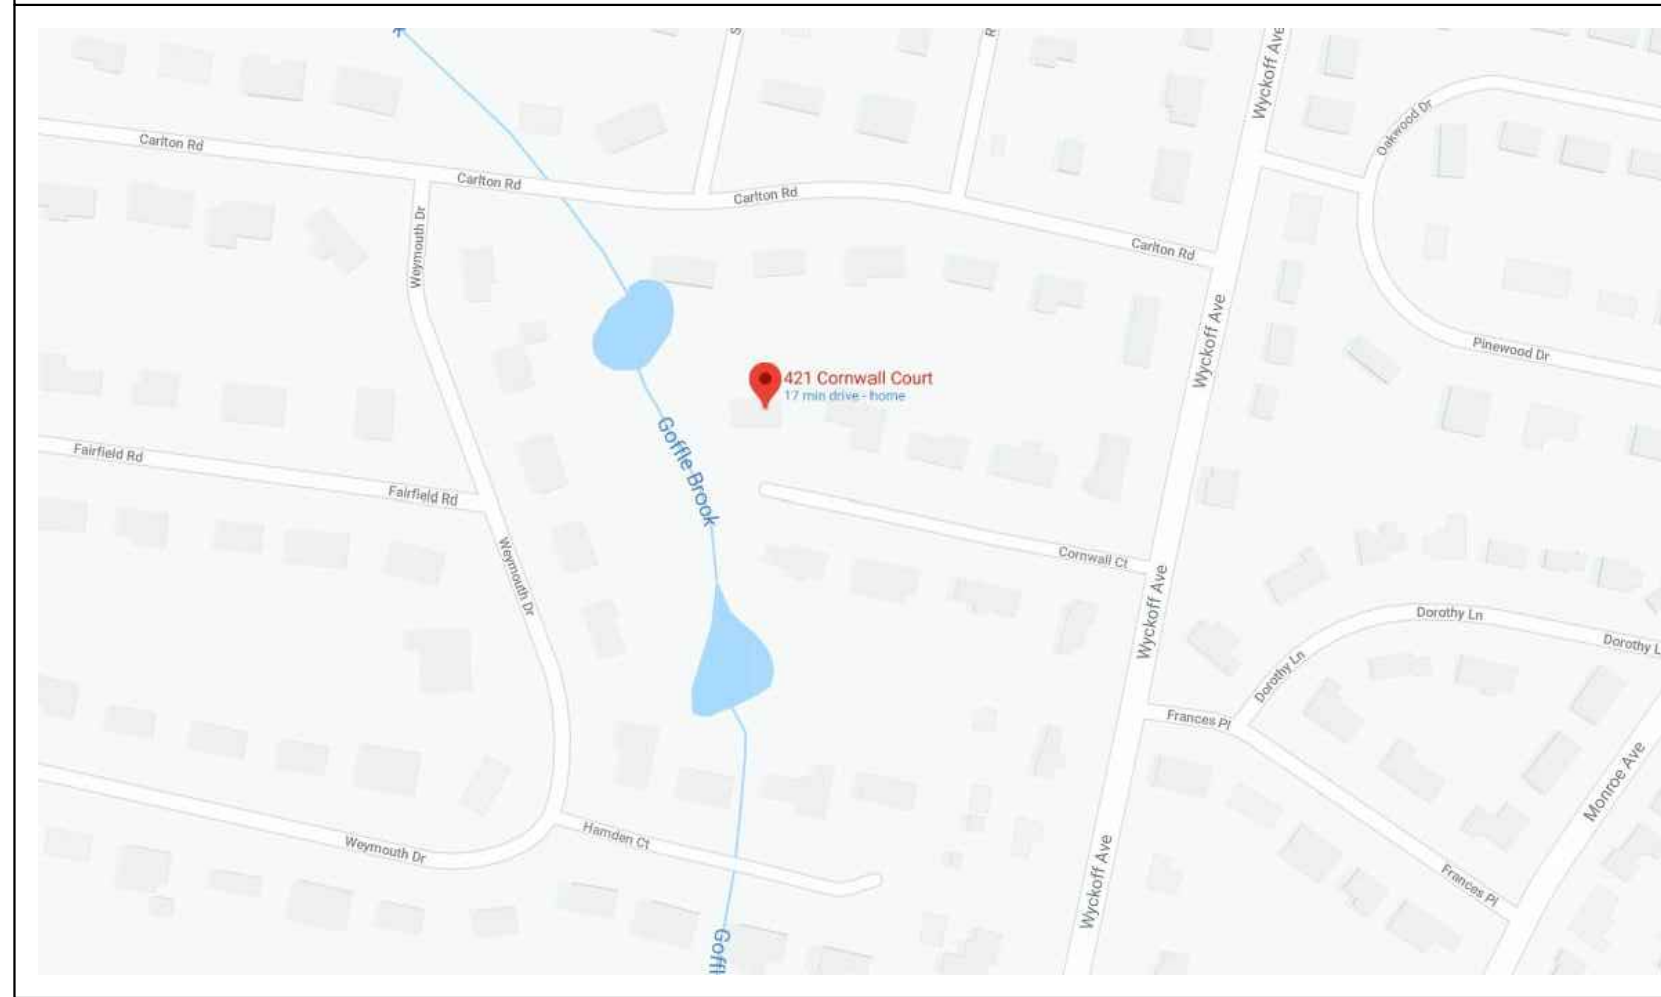 Wyckoff Ave
Oakwood Dr
Carlton Rd
Carlton Rd
Carlton Rd
Weymouth Dr
Carlton Rd
Wyckoff Ave
Pinewood Dr
421 Cornwall Court
17 min drive - home
Goffle Brook
Fairfield Rd
Fairfield Rd
Cornwall Ct
Weymouth Dr
Wyckoff Ave
Dorothy Ln
Dorothy L
Dorothy Ln
Frances Pl
Monroe Ave
Hamden Ct
Weymouth Dr
Wyckoff Ave
Frances Pl
Goffl